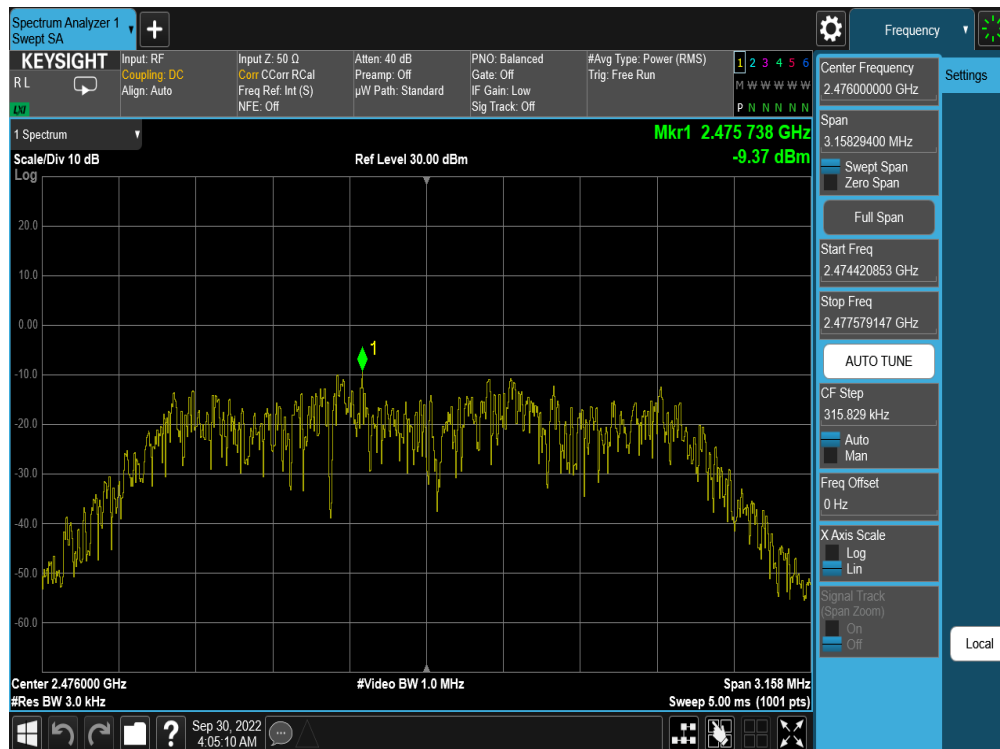 Spectrum Analyzer 1
Swept SA
+
Frequency
KEYSIGHT
R L
LXI
Input: RF
Coupling: DC
Align: Auto
Input Z: 50 Ω
Corr CCorr RCal
Freq Ref: Int (S)
NFE: Off
Atten: 40 dB
Preamp: Off
µW Path: Standard
PNO: Balanced
Gate: Off
IF Gain: Low
Sig Track: Off
#Avg Type: Power (RMS)
Trig: Free Run
1 2 3 4 5 6
M W W W W W
P N N N N N
1 Spectrum
Scale/Div 10 dB
Log
Ref Level 30.00 dBm
Mkr1 2.475 738 GHz
-9.37 dBm
20.0
10.0
0.00
-10.0
-20.0
-30.0
-40.0
-50.0
-60.0
1
Center 2.476000 GHz
#Res BW 3.0 kHz
#Video BW 1.0 MHz
Span 3.158 MHz
Sweep 5.00 ms (1001 pts)
Center Frequency
2.476000000 GHz
Span
3.15829400 MHz
Swept Span
Zero Span
Full Span
Start Freq
2.474420853 GHz
Stop Freq
2.477579147 GHz
AUTO TUNE
CF Step
315.829 kHz
Auto
Man
Freq Offset
0 Hz
X Axis Scale
Log
Lin
Signal Track
(Span Zoom)
On
Off
Settings
Local
?
Sep 30, 2022
4:05:10 AM